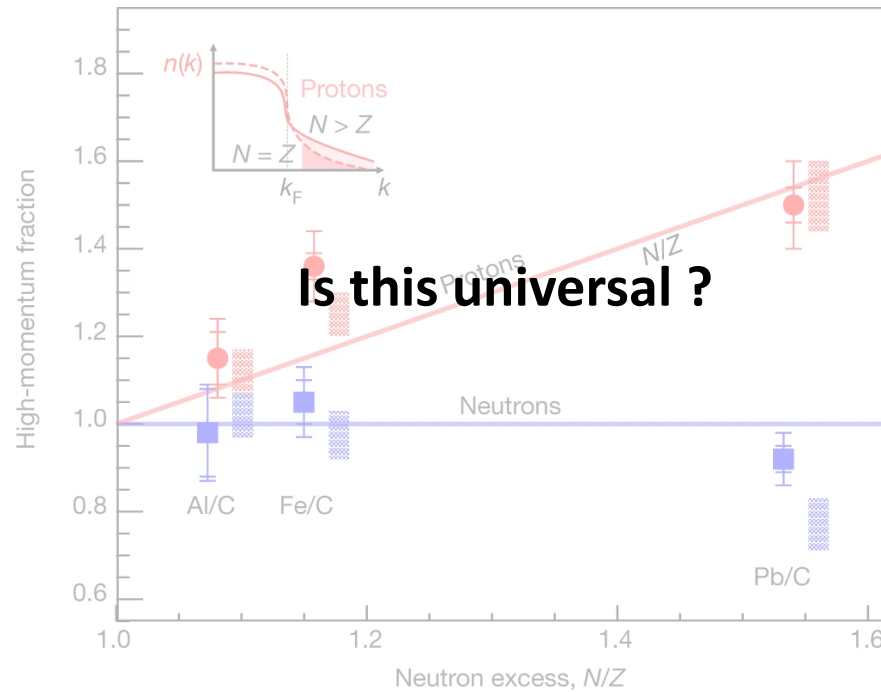 1.8
n(k)
Protons
N > Z
N = Z
1.6
kF
k
High-momentum fraction
1.4
Is this universal ?
Protons
N/Z
1.2
1.0
Neutrons
Al/C
Fe/C
0.8
Pb/C
0.6
1.0
1.2
1.4
1.6
Neutron excess, N/Z